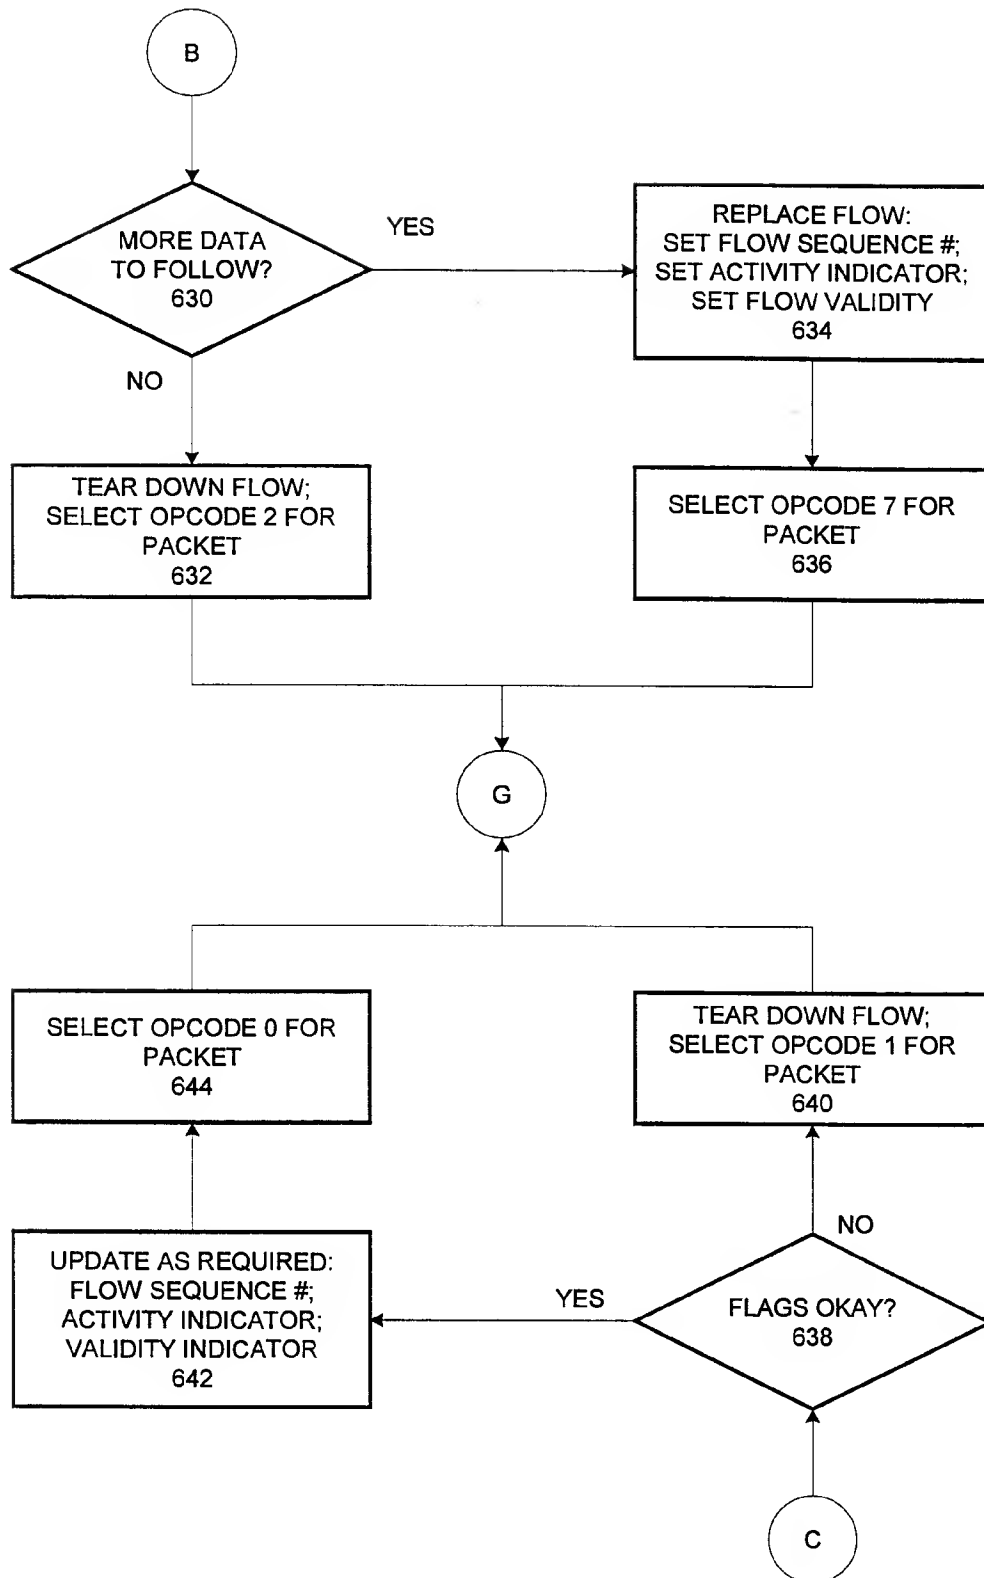 B
MORE DATA
TO FOLLOW?
630
YES
REPLACE FLOW:
SET FLOW SEQUENCE #;
SET ACTIVITY INDICATOR;
SET FLOW VALIDITY
634
NO
TEAR DOWN FLOW;
SELECT OPCODE 2 FOR
PACKET
632
SELECT OPCODE 7 FOR
PACKET
636
G
SELECT OPCODE 0 FOR
PACKET
644
TEAR DOWN FLOW;
SELECT OPCODE 1 FOR
PACKET
640
NO
UPDATE AS REQUIRED:
FLOW SEQUENCE #;
ACTIVITY INDICATOR;
VALIDITY INDICATOR
642
YES
FLAGS OKAY?
638
C